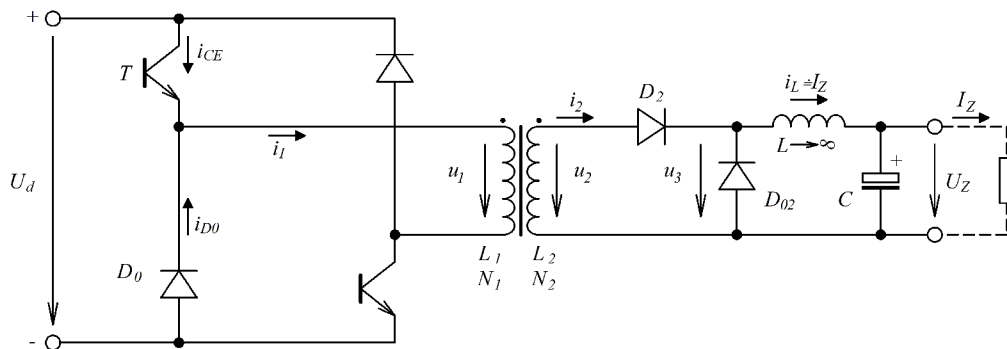 +
i_CE
T
D_2
i_2
i_L≐I_Z
I_Z
L→∞
i_1
U_d
u_1
u_2
u_3
+
U_Z
D_02
C
i_D0
D_0
L_1
L_2
N_1
N_2
-